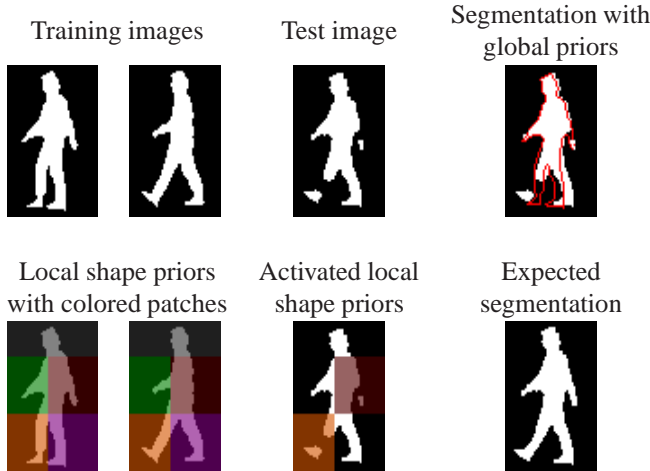 Training images
Test image
Segmentation with
global priors
Local shape priors
with colored patches
Activated local
shape priors
Expected
segmentation